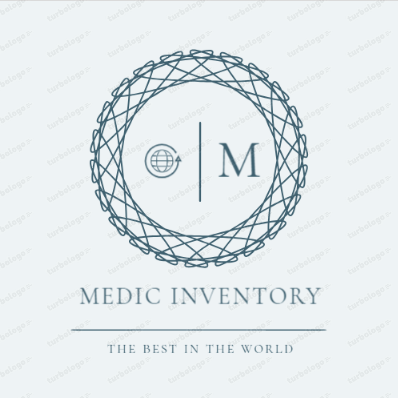 M
MEDIC INVENTORY
THE BEST IN THE WORLD